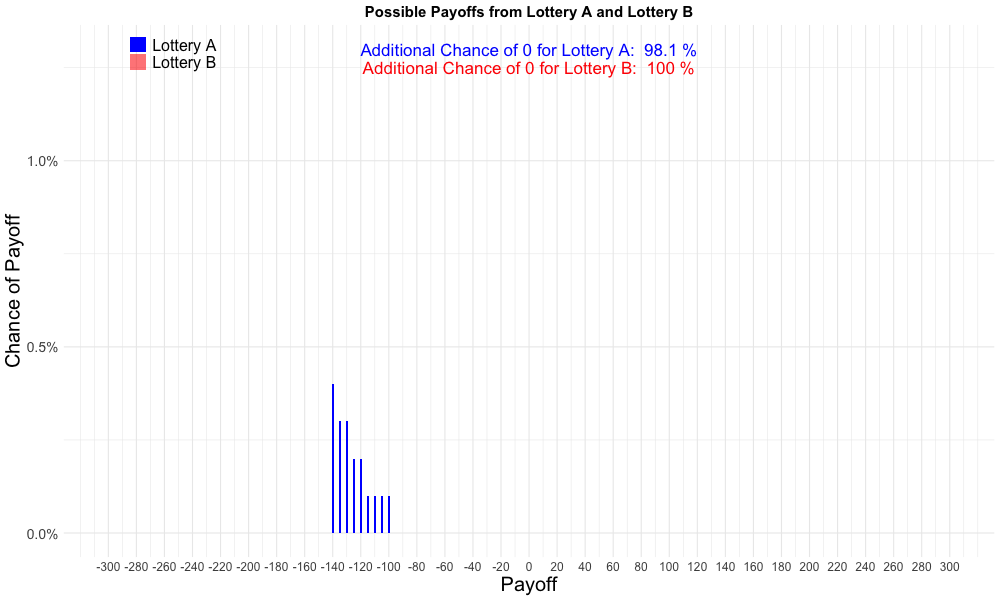 Possible Payoffs from Lottery A and Lottery B
Lottery A
Lottery B
Additional Chance of 0 for Lottery A:  98.1 %
Additional Chance of 0 for Lottery B:  100 %
Chance of Payoff
1.0%
0.5%
0.0%
-300 -280 -260 -240 -220 -200 -180 -160 -140 -120 -100 -80 -60 -40 -20 0 20 40 60 80 100 120 140 160 180 200 220 240 260 280 300
Payoff